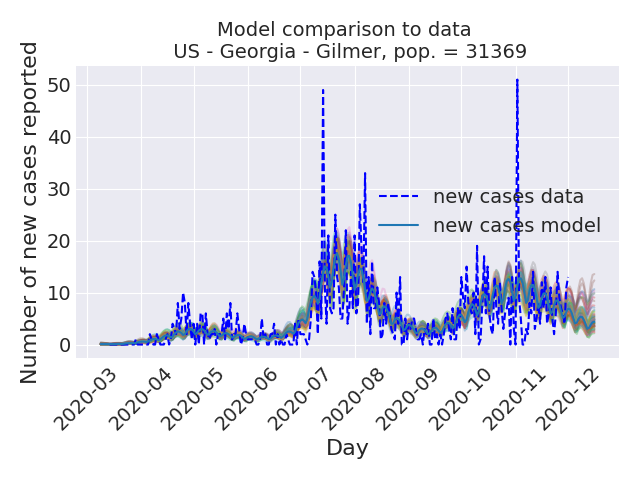 Model comparison to data
US - Georgia - Gilmer, pop. = 31369
Number of new cases reported
50
40
30
20
10
0
new cases data
new cases model
2020-03
2020-04
2020-05
2020-06
2020-07
2020-08
2020-09
2020-10
2020-11
2020-12
Day